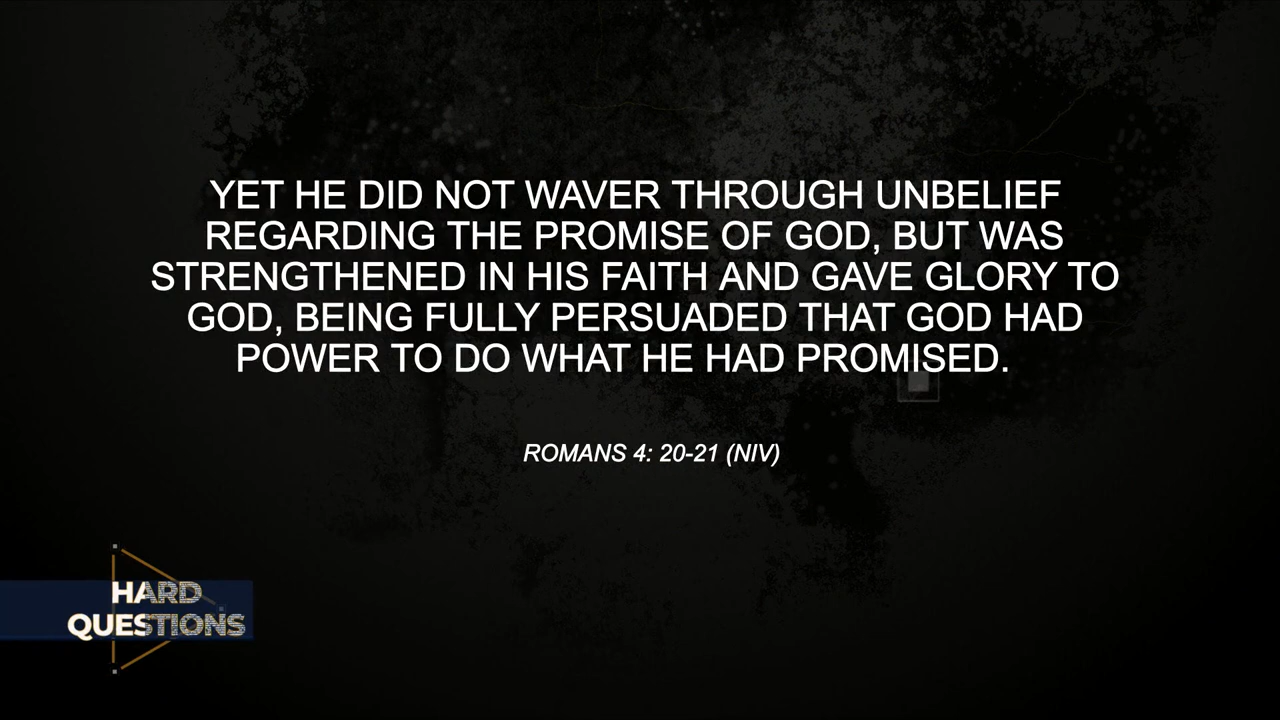 YET HE DID NOT WAVER THROUGH UNBELIEF
REGARDING THE PROMISE OF GOD, BUT WAS
STRENGTHENED IN HIS FAITH AND GAVE GLORY TO
GOD, BEING FULLY PERSUADED THAT GOD HAD
POWER TO DO WHAT HE HAD PROMISED.
ROMANS 4: 20-21 (NIV)
HARD
QUESTIONS